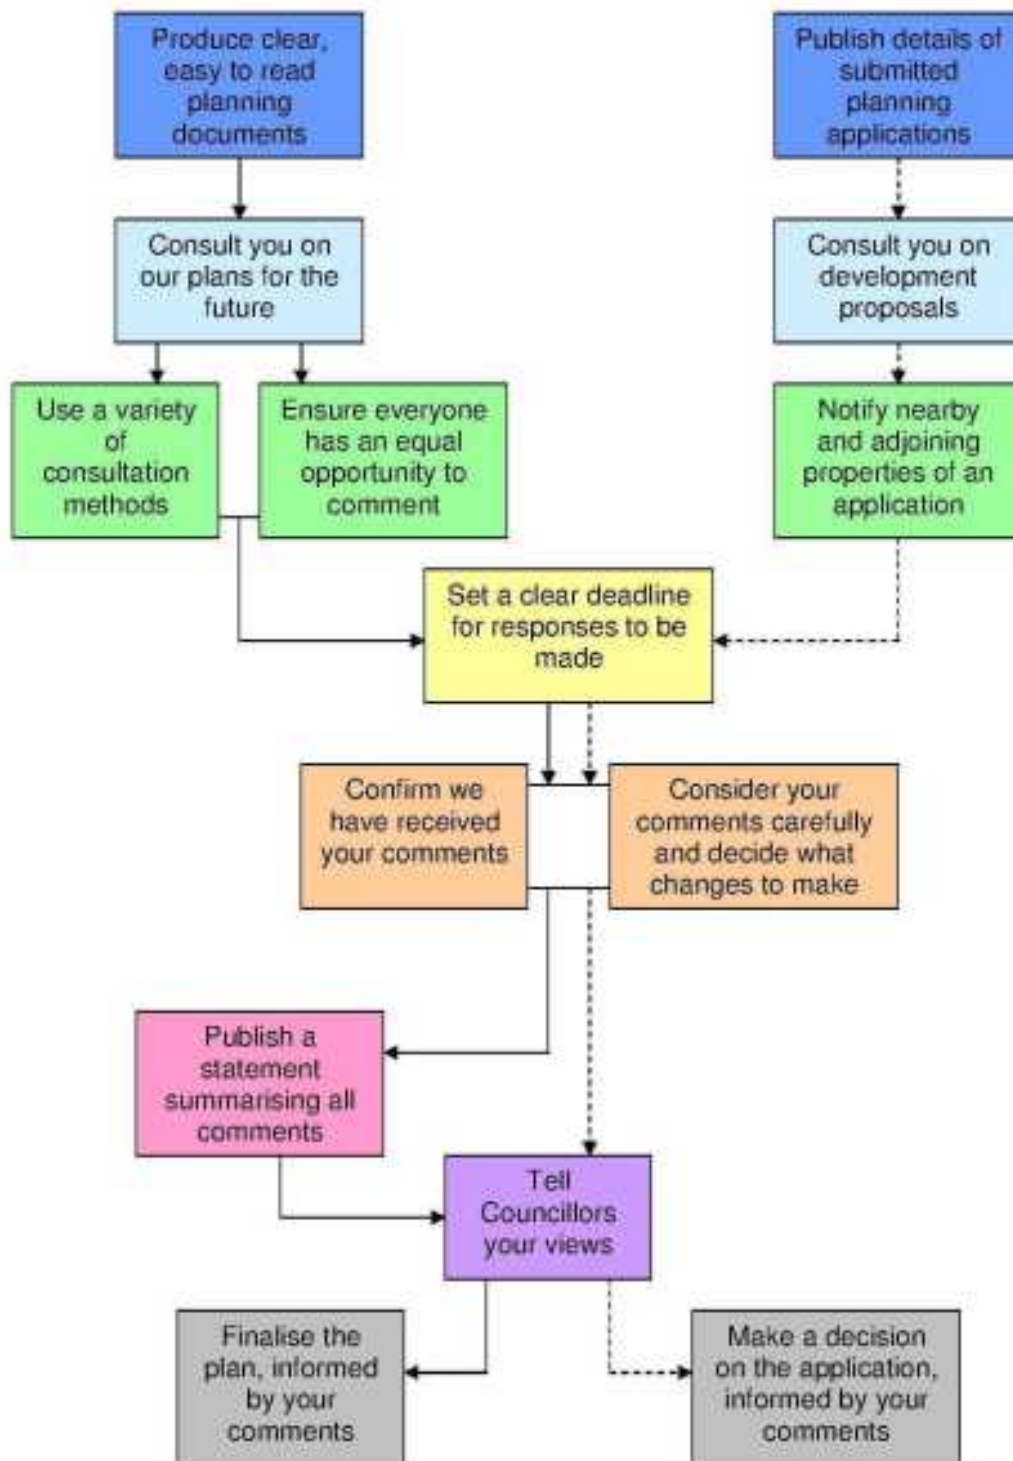 Produce clear,
easy to read
planning
documents
Publish details of
submitted
planning
applications
Consult you on
our plans for the
future
Consult you on
development
proposals
Use a variety
of
consultation
methods
Ensure everyone
has an equal
opportunity to
comment
Notify nearby
and adjoining
properties of an
application
Set a clear deadline
for responses to be
made
Confirm we
have received
your comments
Consider your
comments carefully
and decide what
changes to make
Publish a
statement
summarising all
comments
Tell
Councillors
your views
Finalise the
plan, informed
by your
comments
Make a decision
on the application,
informed by your
comments